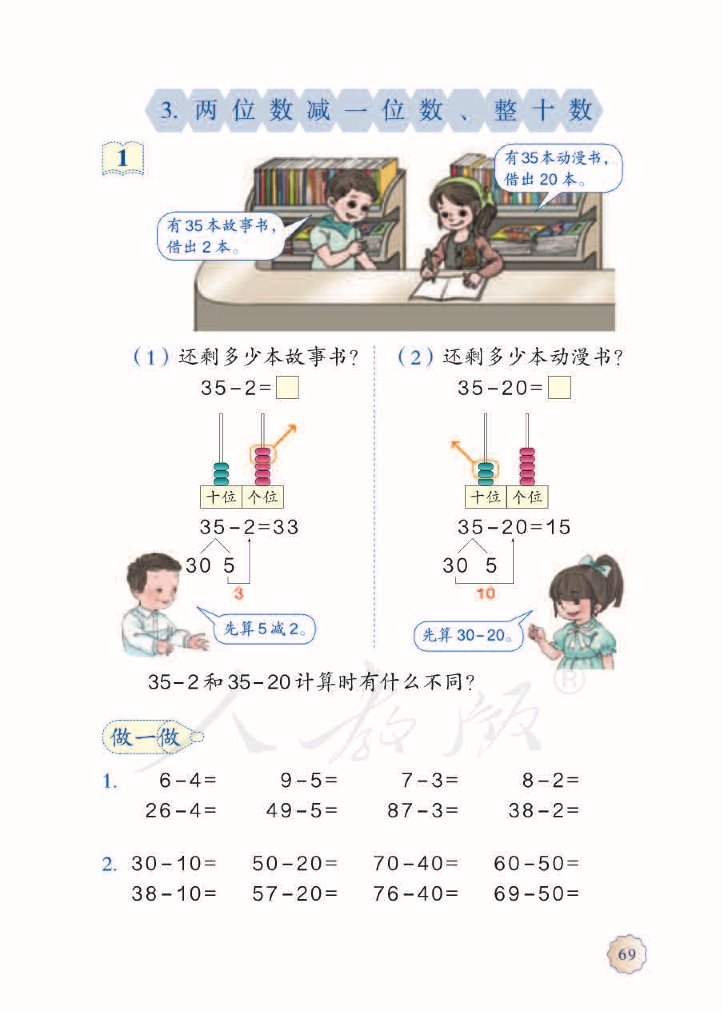 3. 两位数减一位数、整十数
1
有35本动漫书，
借出 20 本。
有35本故事书，
借出 2 本。
（1）还剩多少本故事书？
35－2＝
十位 个位
35－2＝33
30 5
3
先算5减2。
（2）还剩多少本动漫书？
35－20＝
十位 个位
35－20＝15
30 5
10
先算30－20。
35－2和35－20计算时有什么不同？
人教版®
做一做
1. 6－4＝ 9－5＝ 7－3＝ 8－2＝
26－4＝ 49－5＝ 87－3＝ 38－2＝
2. 30－10＝ 50－20＝ 70－40＝ 60－50＝
38－10＝ 57－20＝ 76－40＝ 69－50＝
69